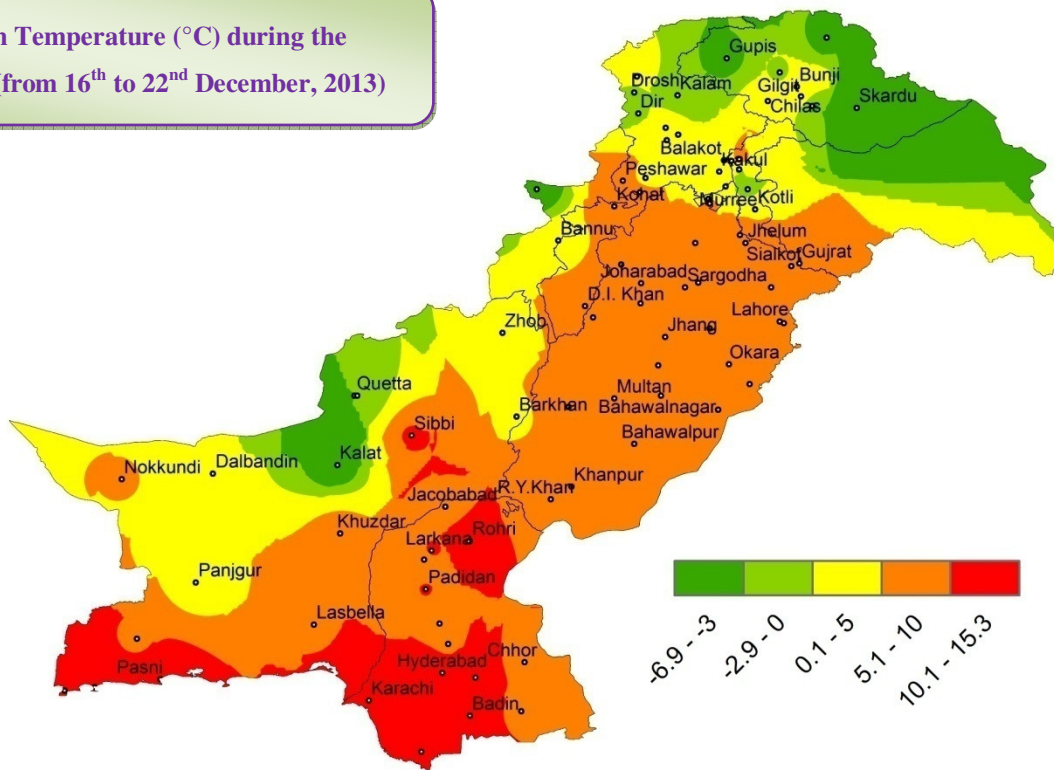 Temperature (°C) during the
from 16th to 22nd December, 2013)
Gupis
Drosh Kalam
Gilgit Bunji
Chilas
Skardu
Dir
Balakot
Kakul
Peshawar
Kohat
Murree Kotli
Bannu
Jhelum
Sialkot Gujrat
Joharabad Sargodha
D.I. Khan
Lahore
Zhob
Jhang
Okara
Quetta
Multan
Barkhan
Bahawalnagar
Sibbi
Bahawalpur
Kalat
Nokkundi
Dalbandin
Khanpur
R.Y.Khan
Jacobabad
Khuzdar
Rohri
Larkana
Panjgur
Padidan
Lasbella
Chhor
Pasni
Hyderabad
Karachi
Badin
-6.9 - -3
-2.9 - 0
0.1 - 5
5.1 - 10
10.1 - 15.3